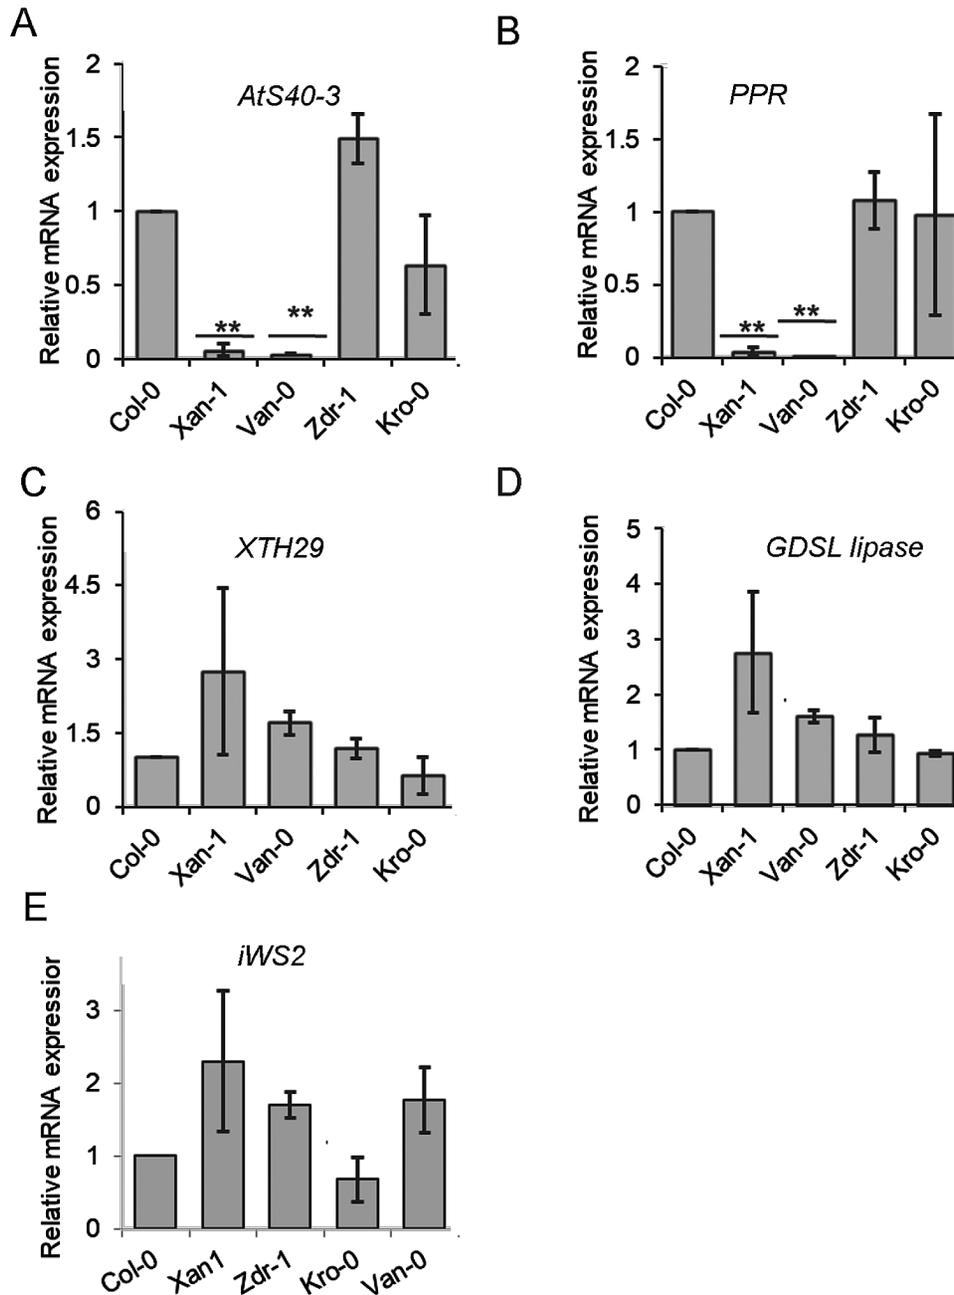 A
AtS40-3
Relative mRNA expression
2
1.5
1
0.5
0
**
**
Col-0
Xan-1
Van-0
Zdr-1
Kro-0
B
PPR
Relative mRNA expression
2
1.5
1
0.5
0
**
**
Col-0
Xan-1
Van-0
Zdr-1
Kro-0
C
XTH29
Relative mRNA expression
6
4.5
3
1.5
0
Col-0
Xan-1
Van-0
Zdr-1
Kro-0
D
GDSL lipase
Relative mRNA expression
5
4
3
2
1
0
Col-0
Xan-1
Van-0
Zdr-1
Kro-0
E
iWS2
Relative mRNA expressior
3
2
1
0
Col-0
Xan1
Zdr-1
Kro-0
Van-0